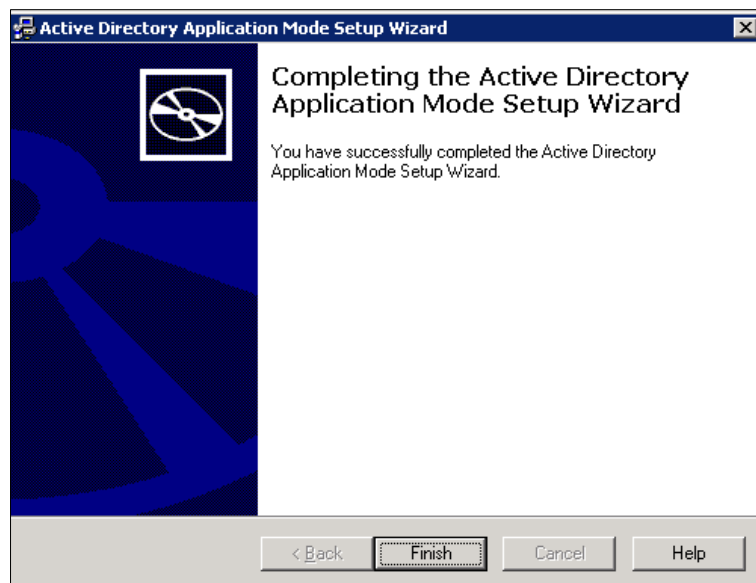 Active Directory Application Mode Setup Wizard
Completing the Active Directory
Application Mode Setup Wizard
You have successfully completed the Active Directory
Application Mode Setup Wizard.
< Back Finish Cancel Help